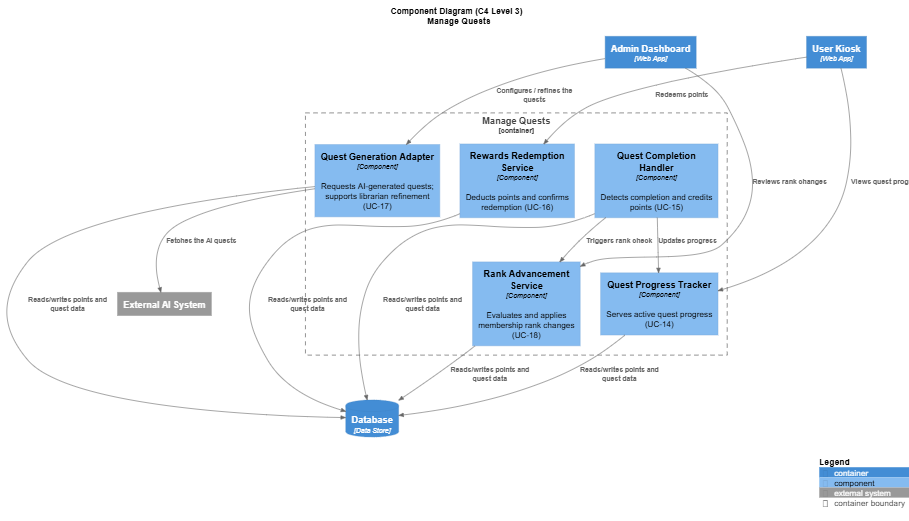 Component Diagram (C4 Level 3)
Manage Quests
Admin Dashboard
[Web App]
User Kiosk
[Web App]
Configures / refines the
quests
Redeems points
Manage Quests
[container]
Quest Generation Adapter
[Component]
Requests AI-generated quests;
supports librarian refinement
(UC-17)
Rewards Redemption
Service
[Component]
Deducts points and confirms
redemption (UC-16)
Quest Completion
Handler
[Component]
Detects completion and credits
points (UC-15)
Reviews rank changes
Views quest prog
Fetches the AI quests
Triggers rank check
Updates progress
External AI System
Reads/writes points and
quest data
Reads/writes points and
quest data
Reads/writes points and
quest data
Rank Advancement
Service
[Component]
Evaluates and applies
membership rank changes
(UC-18)
Quest Progress Tracker
[Component]
Serves active quest progress
(UC-14)
Reads/writes points and
quest data
Reads/writes points and
quest data
Database
[Data Store]
Legend
container
component
external system
container boundary